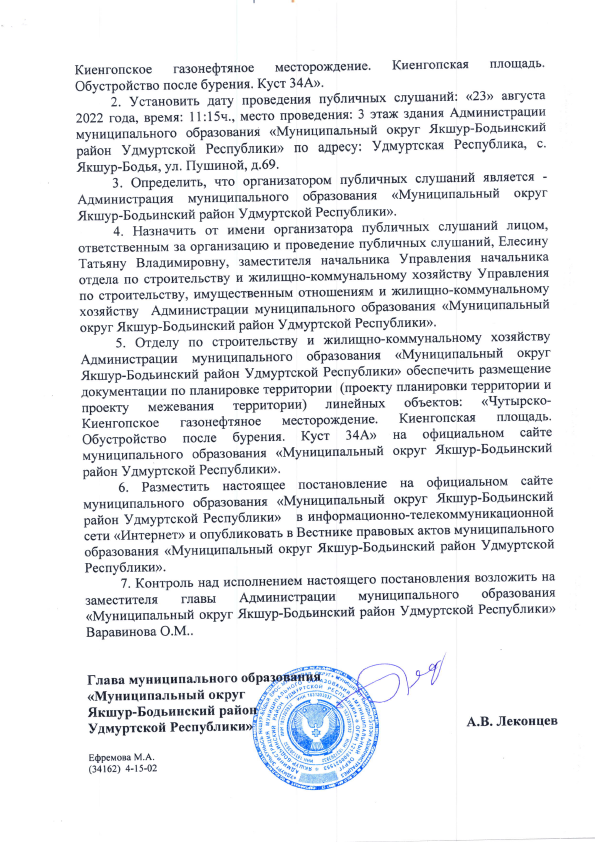 Киенгопское газонефтяное месторождение. Киенгопская площадь.
Обустройство после бурения. Куст 34А».
2. Установить дату проведения публичных слушаний: «23» августа
2022 года, время: 11:15ч., место проведения: 3 этаж здания Администрации
муниципального образования «Муниципальный округ Якшур-Бодьинский
район Удмуртской Республики» по адресу: Удмуртская Республика, с.
Якшур-Бодья, ул. Пушиной, д.69.
3. Определить, что организатором публичных слушаний является -
Администрация муниципального образования «Муниципальный округ
Якшур-Бодьинский район Удмуртской Республики».
4. Назначить от имени организатора публичных слушаний лицом,
ответственным за организацию и проведение публичных слушаний, Елесину
Татьяну Владимировну, заместителя начальника Управления начальника
отдела по строительству и жилищно-коммунальному хозяйству Управления
по строительству, имущественным отношениям и жилищно-коммунальному
хозяйству Администрации муниципального образования «Муниципальный
округ Якшур-Бодьинский район Удмуртской Республики».
5. Отделу по строительству и жилищно-коммунальному хозяйству
Администрации муниципального образования «Муниципальный округ
Якшур-Бодьинский район Удмуртской Республики» обеспечить размещение
документации по планировке территории (проекту планировки территории и
проекту межевания территории) линейных объектов: «Чутырско-
Киенгопское газонефтяное месторождение. Киенгопская площадь.
Обустройство после бурения. Куст 34А» на официальном сайте
муниципального образования «Муниципальный округ Якшур-Бодьинский
район Удмуртской Республики».
6. Разместить настоящее постановление на официальном сайте
муниципального образования «Муниципальный округ Якшур-Бодьинский
район Удмуртской Республики» в информационно-телекоммуникационной
сети «Интернет» и опубликовать в Вестнике правовых актов муниципального
образования «Муниципальный округ Якшур-Бодьинский район Удмуртской
Республики».
7. Контроль над исполнением настоящего постановления возложить на
заместителя главы Администрации муниципального образования
«Муниципальный округ Якшур-Бодьинский район Удмуртской Республики»
Варавинова О.М..
Глава муниципального образования
«Муниципальный округ
Якшур-Бодьинский район
Удмуртской Республики»
А.В. Леконцев
Ефремова М.А.
(34162) 4-15-02